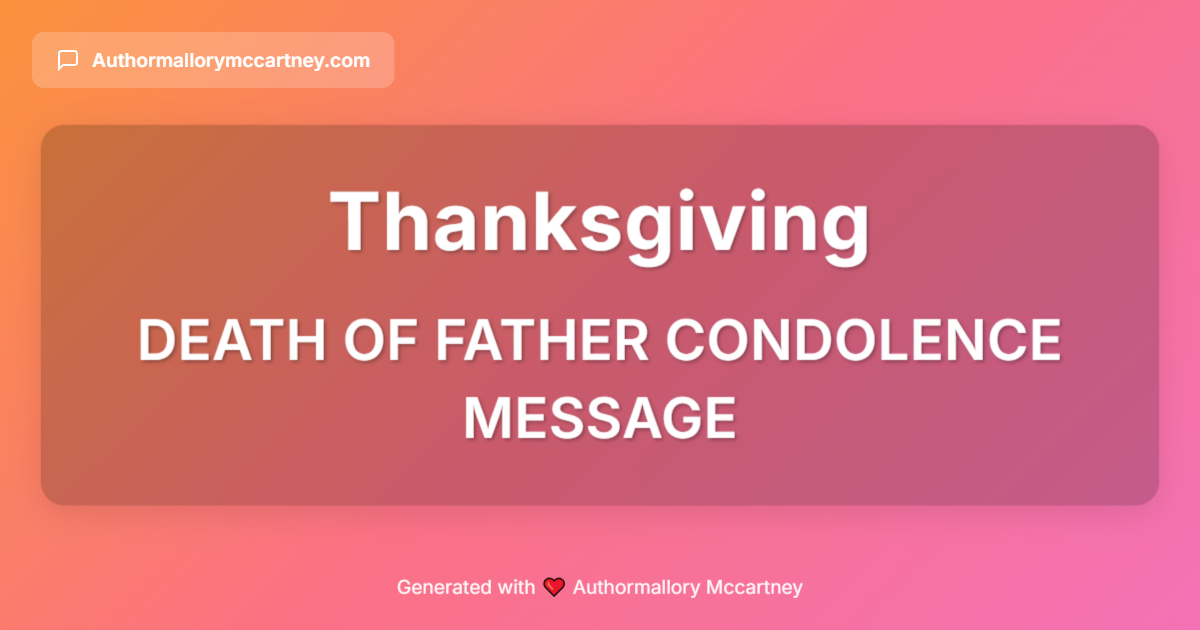 Authormallorymccartney.com
Thanksgiving
DEATH OF FATHER CONDOLENCE
MESSAGE
Generated with ❤️ Authormallory Mccartney